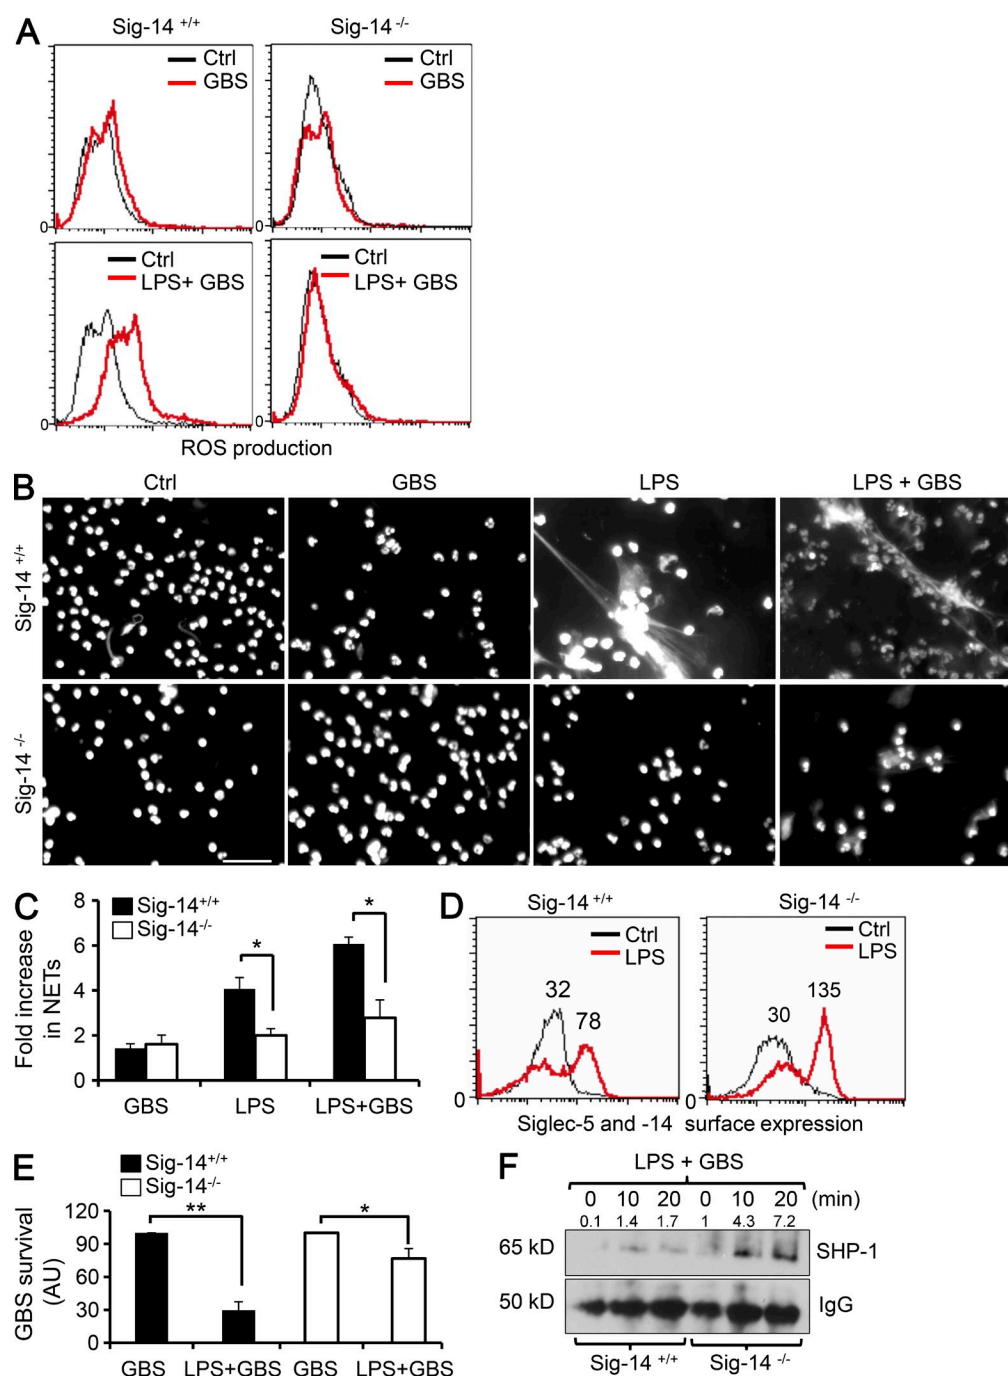 A
Sig-14 +/+ Sig-14 -/-
Ctrl Ctrl
GBS GBS
0 0
Ctrl Ctrl
LPS+ GBS LPS+ GBS
0 0
ROS production
B
Ctrl GBS LPS LPS + GBS
Sig-14 +/+
Sig-14 -/-
C
8
6
4
2
0
Fold increase
in NETs
Sig-14+/+
Sig-14-/-
* *
GBS LPS LPS+GBS
D
Sig-14 +/+ Sig-14 -/-
Ctrl Ctrl
LPS LPS
32 78 30 135
0 0
Siglec-5 and -14 surface expression
E
Sig-14+/+
Sig-14-/-
120
90
60
30
0
GBS survival
(AU)
** *
GBS LPS+GBS GBS LPS+GBS
F
LPS + GBS
0 10 20 0 10 20 (min)
0.1 1.4 1.7 1 4.3 7.2
65 kD SHP-1
50 kD IgG
Sig-14 +/+ Sig-14 -/-